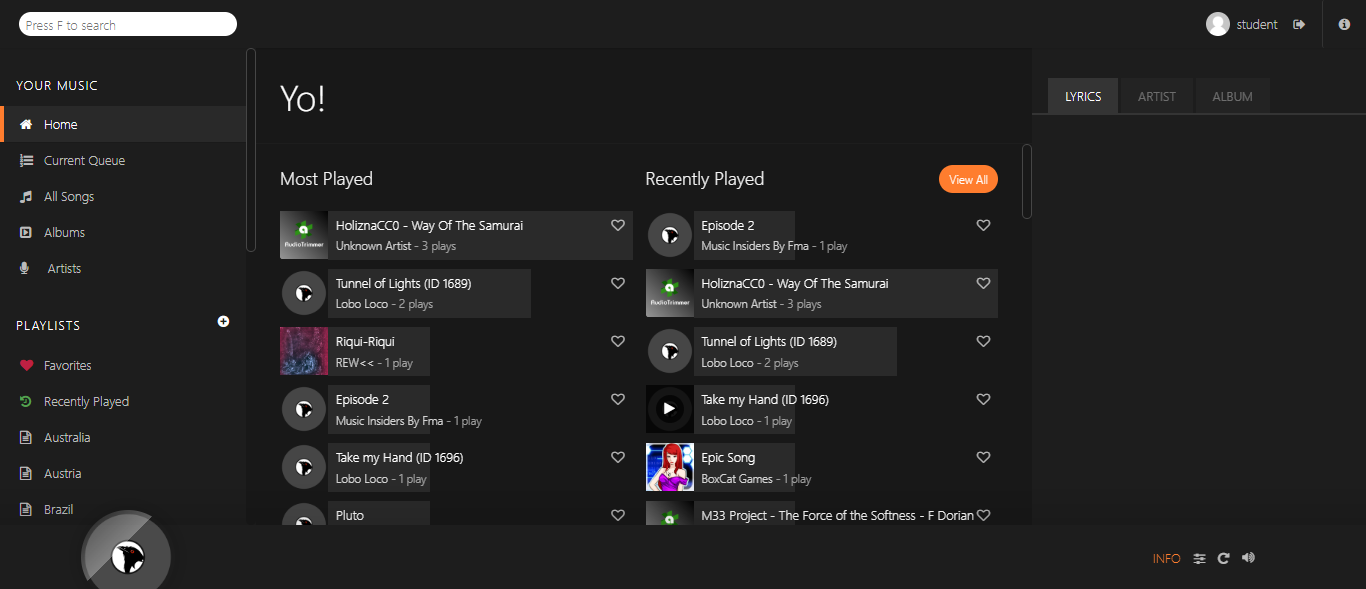 Press F to search
student
YOUR MUSIC
Home
Current Queue
All Songs
Albums
Artists
PLAYLISTS
Favorites
Recently Played
Australia
Austria
Brazil
Yo!
Most Played
HoliznaCC0 - Way Of The Samurai
Unknown Artist - 3 plays
AudioTrimmer
Tunnel of Lights (ID 1689)
Lobo Loco - 2 plays
Riqui-Riqui
REW<< - 1 play
Episode 2
Music Insiders By Fma - 1 play
Take my Hand (ID 1696)
Lobo Loco - 1 play
Pluto
Recently Played
View All
Episode 2
Music Insiders By Fma - 1 play
HoliznaCC0 - Way Of The Samurai
Unknown Artist - 3 plays
AudioTrimmer
Tunnel of Lights (ID 1689)
Lobo Loco - 2 plays
Take my Hand (ID 1696)
Lobo Loco - 1 play
Epic Song
BoxCat Games - 1 play
M33 Project - The Force of the Softness - F Dorian
LYRICS
ARTIST
ALBUM
INFO